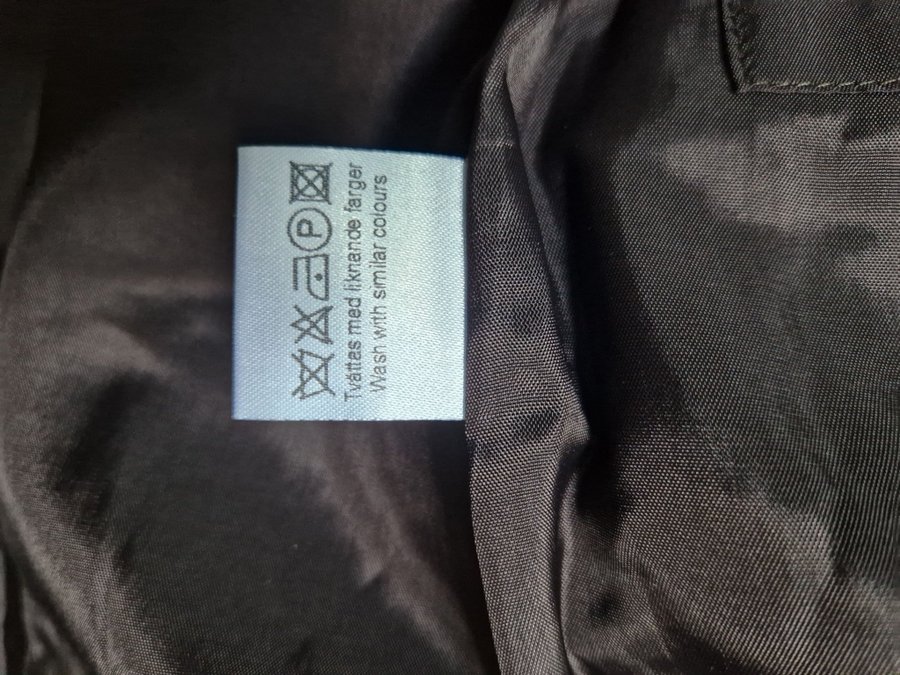 P
Tvättas med liknande färger
Wash with similar colours